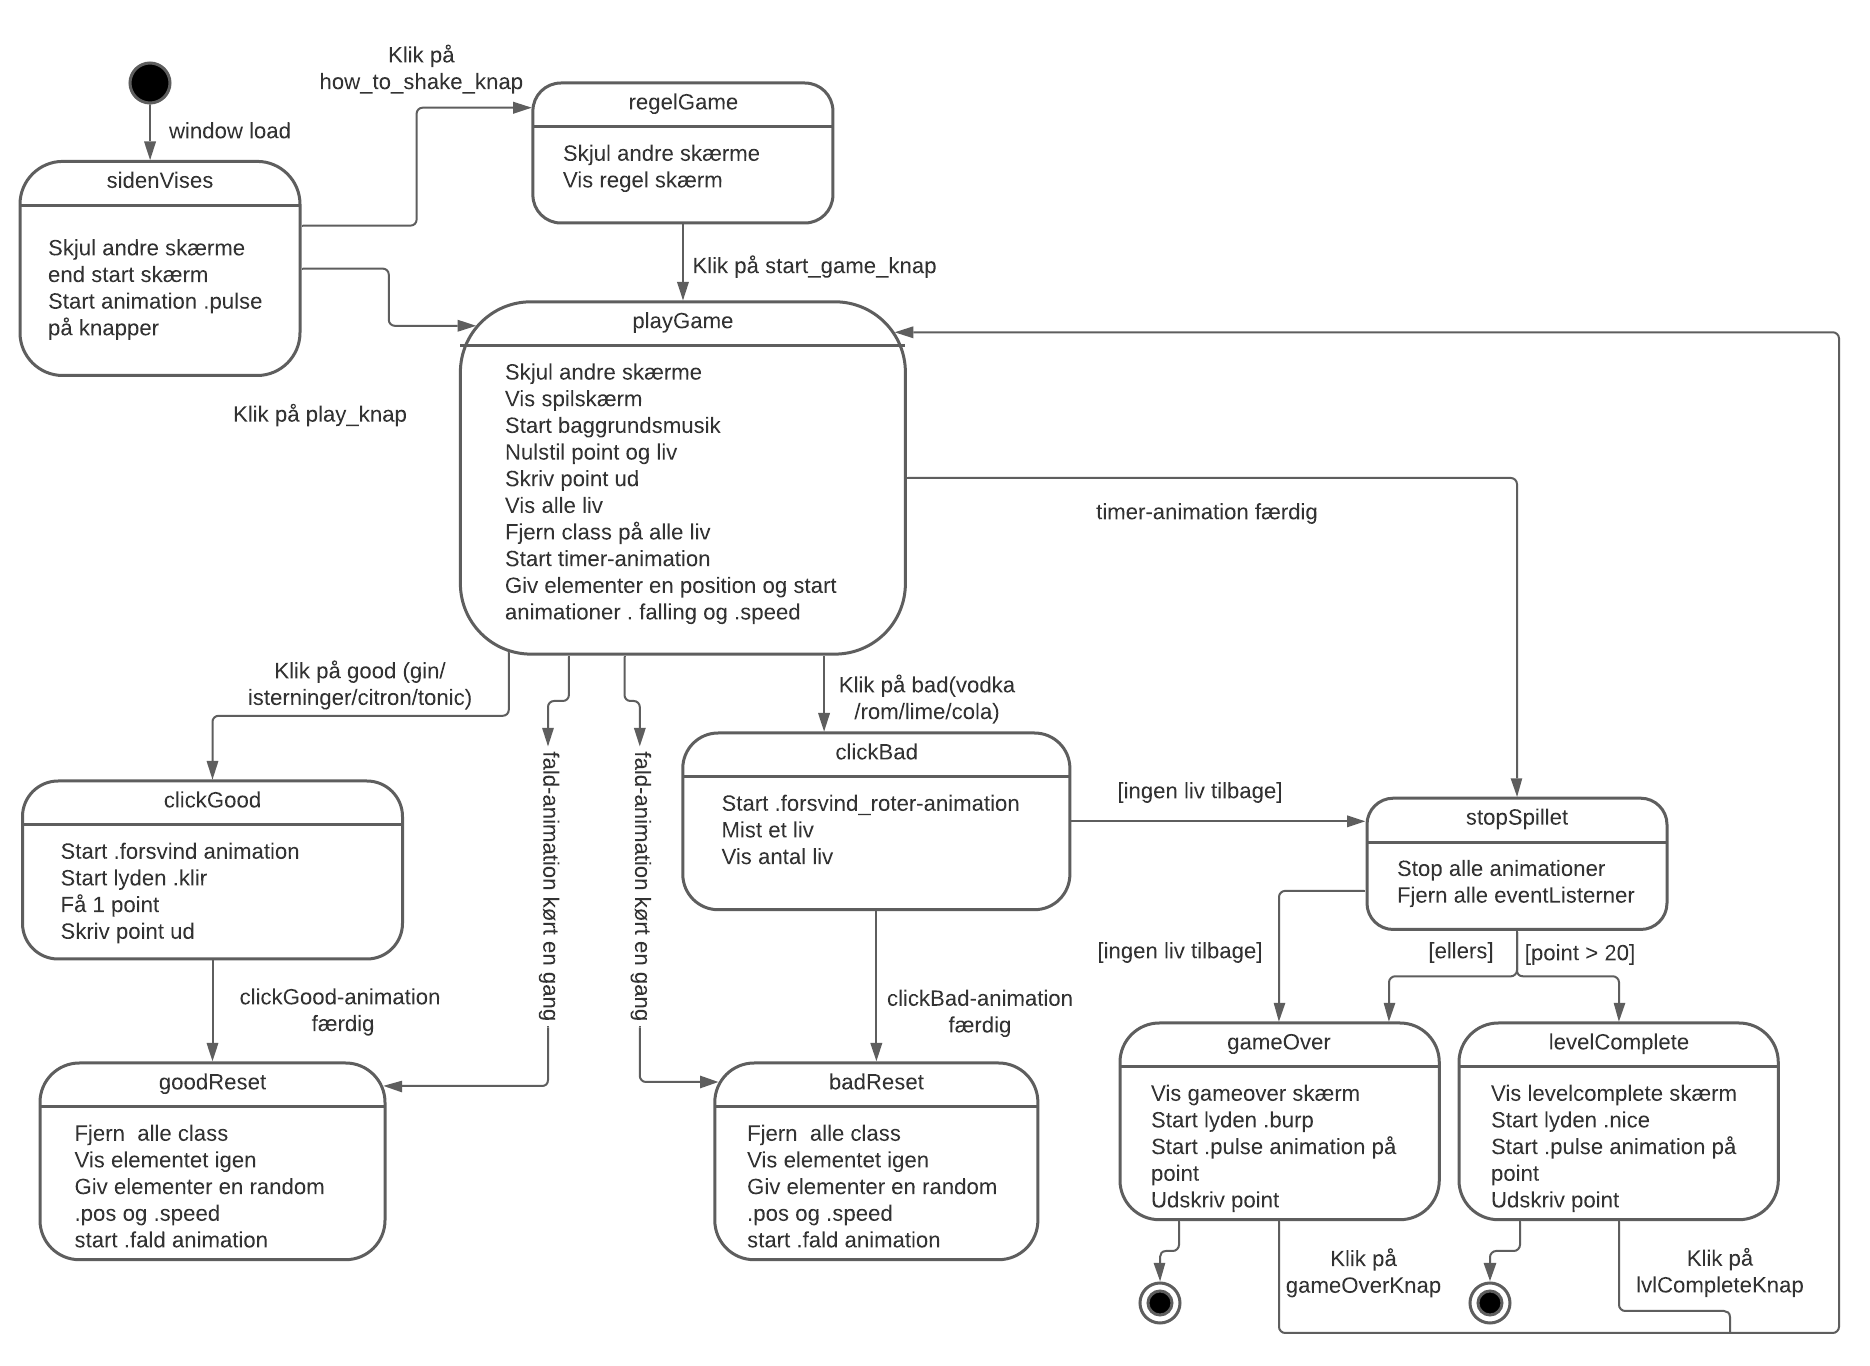 Klik på
how_to_shake_knap
window load
sidenVises
Skjul andre skærme
end start skærm
Start animation .pulse
på knapper
regelGame
Skjul andre skærme
Vis regel skærm
Klik på start_game_knap
Klik på play_knap
playGame
Skjul andre skærme
Vis spilskærm
Start baggrundsmusik
Nulstil point og liv
Skriv point ud
Vis alle liv
Fjern class på alle liv
Start timer-animation
Giv elementer en position og start
animationer . falling og .speed
timer-animation færdig
Klik på good (gin/
isterninger/citron/tonic)
fald-animation kørt en gang
fald-animation kørt en gang
Klik på bad(vodka
/rom/lime/cola)
clickGood
Start .forsvind animation
Start lyden .klir
Få 1 point
Skriv point ud
clickBad
Start .forsvind_roter-animation
Mist et liv
Vis antal liv
[ingen liv tilbage]
stopSpillet
Stop alle animationer
Fjern alle eventListerner
[ingen liv tilbage]
[ellers]
[point > 20]
clickGood-animation
færdig
clickBad-animation
færdig
goodReset
Fjern  alle class
Vis elementet igen
Giv elementer en random
.pos og .speed
start .fald animation
badReset
Fjern  alle class
Vis elementet igen
Giv elementer en random
.pos og .speed
start .fald animation
gameOver
Vis gameover skærm
Start lyden .burp
Start .pulse animation på
point
Udskriv point
levelComplete
Vis levelcomplete skærm
Start lyden .nice
Start .pulse animation på
point
Udskriv point
Klik på
gameOverKnap
Klik på
lvlCompleteKnap